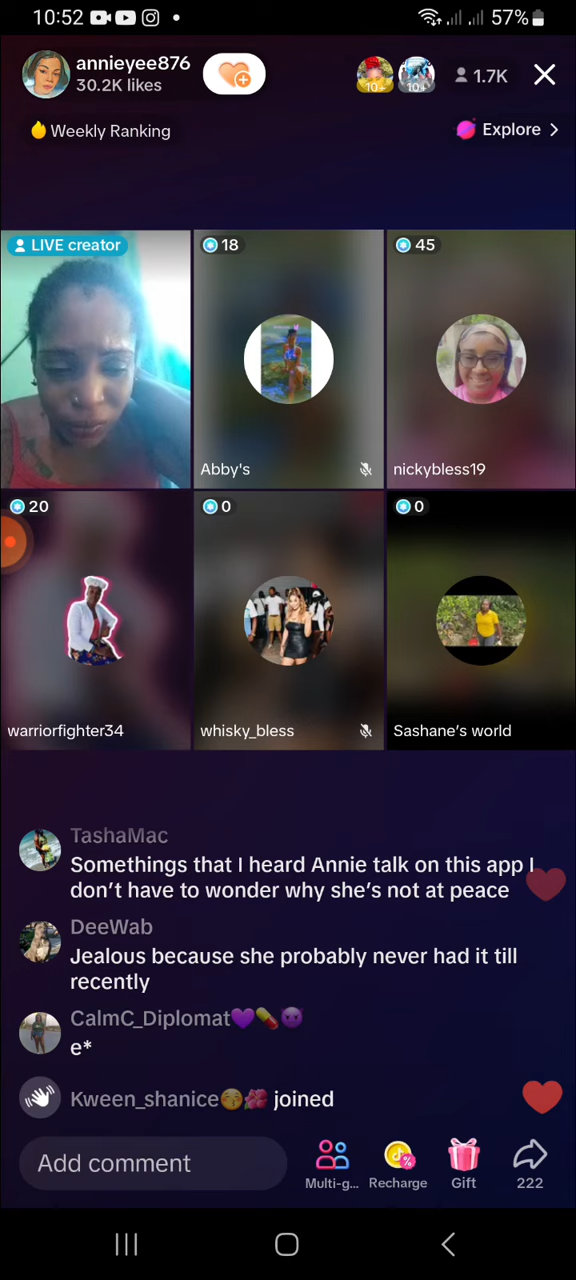 10:52
57%
annieyee876
30.2K likes
10+
10+
1.7K
Weekly Ranking
Explore >
LIVE creator
18
45
Abby's
nickybless19
20
0
0
warriorfighter34
whisky_bless
Sashane's world
TashaMac
Somethings that I heard Annie talk on this app I
don't have to wonder why she's not at peace
DeeWab
Jealous because she probably never had it till
recently
CalmC_Diplomat💜💊😈
e*
Kween_shanice😚🌺 joined
Add comment
Multi-g...
Recharge
Gift
222